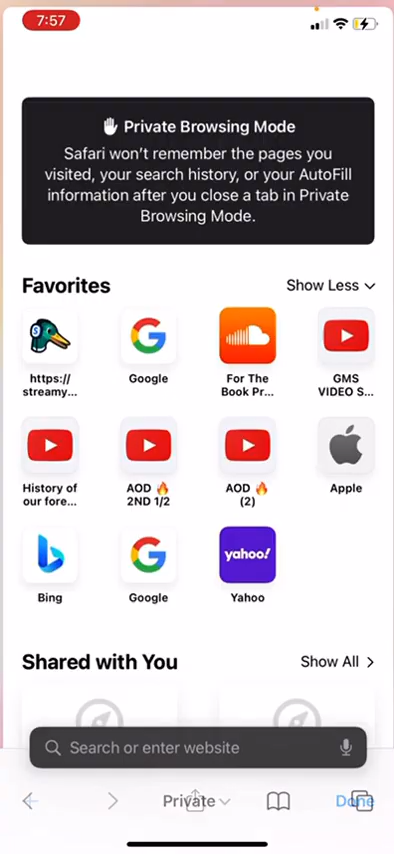 7:57
Private Browsing Mode
Safari won't remember the pages you
visited, your search history, or your AutoFill
information after you close a tab in Private
Browsing Mode.
Favorites
Show Less
https://
streamy...
Google
For The
Book Pr...
GMS
VIDEO S...
History of
our fore...
AOD 🔥
2ND 1/2
AOD 🔥
(2)
Apple
yahoo!
Bing
Google
Yahoo
Shared with You
Show All
Search or enter website
Private
Done